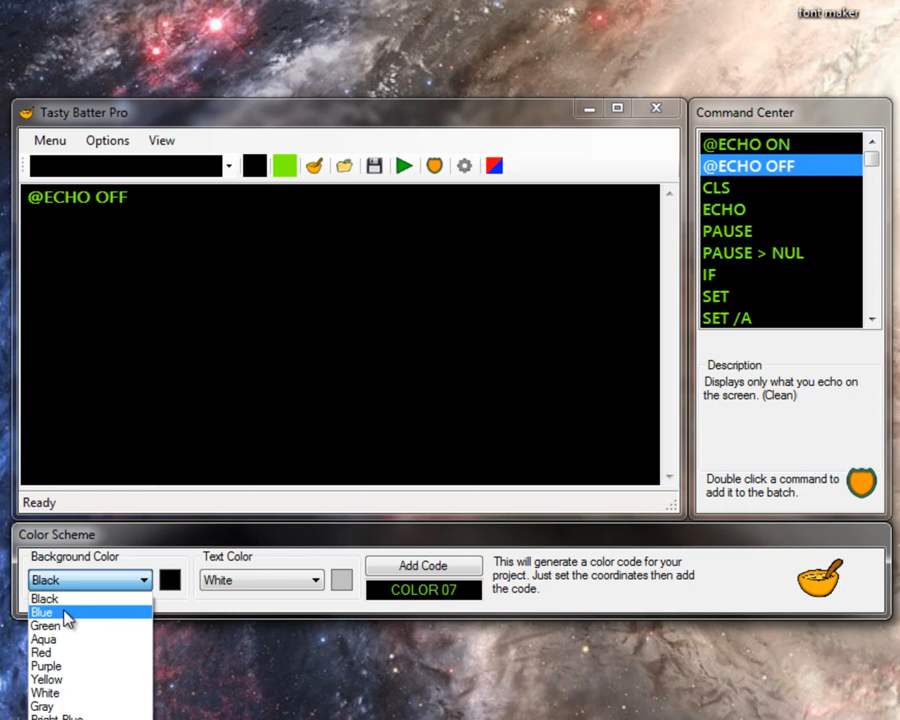 font maker
Tasty Batter Pro
Menu Options View
@ECHO OFF
Ready
Command Center
@ECHO ON
@ECHO OFF
CLS
ECHO
PAUSE
PAUSE > NUL
IF
SET
SET /A
Description
Displays only what you echo on
the screen. (Clean)
Double click a command to
add it to the batch.
Color Scheme
Background Color
Black
Black
Blue
Green
Aqua
Red
Purple
Yellow
White
Gray
Bright Blue
Text Color
White
Add Code
COLOR 07
This will generate a color code for your
project. Just set the coordinates then add
the code.